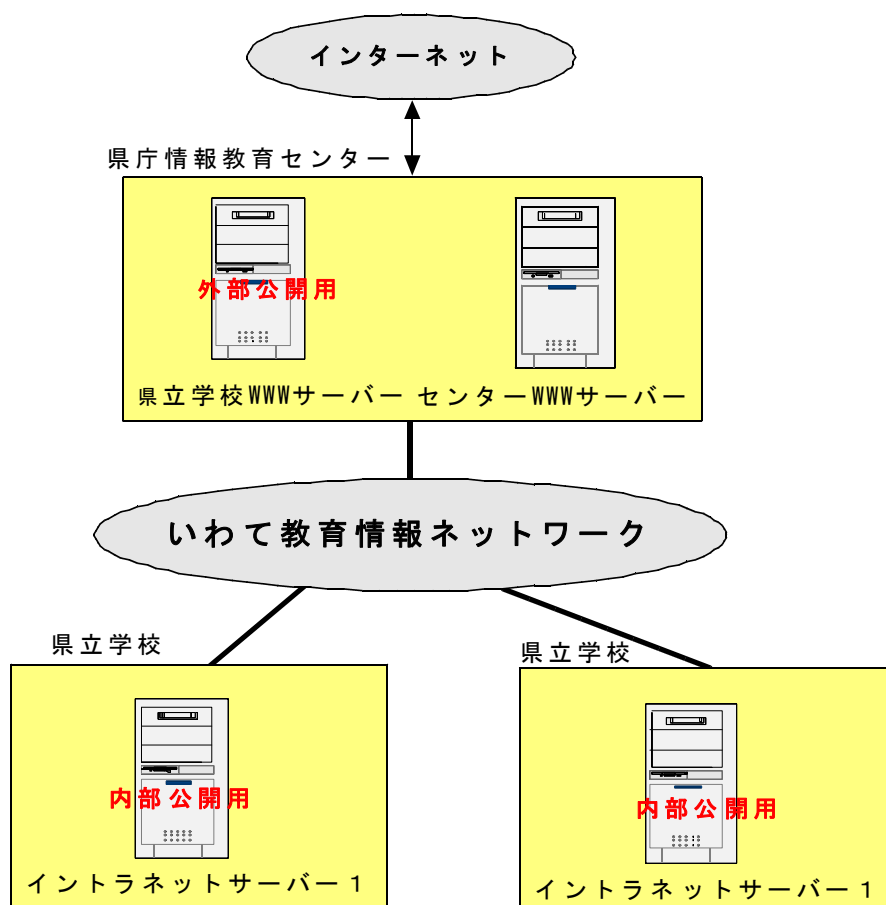 インターネット
県庁情報教育センター
外部公開用
県立学校WWWサーバー センターWWWサーバー
いわて教育情報ネットワーク
県立学校
県立学校
内部公開用
内部公開用
イントラネットサーバー１
イントラネットサーバー１